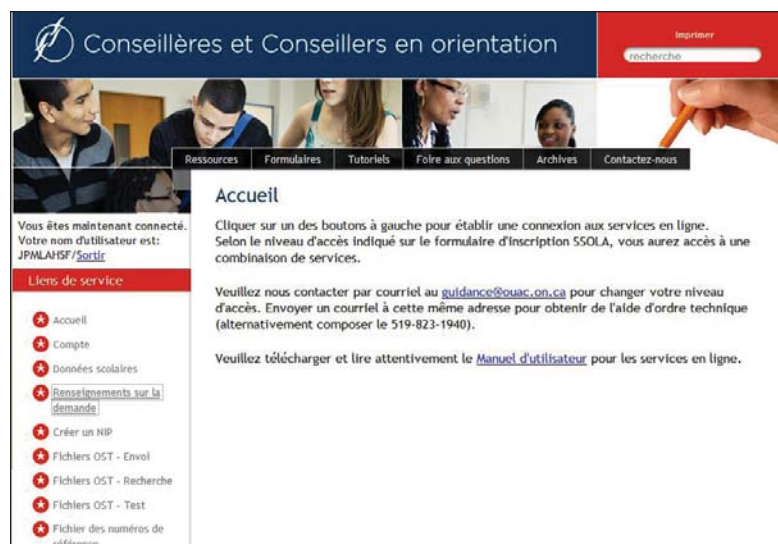 Conseillères et Conseillers en orientation
Imprimer
recherche
Ressources Formulaires Tutoriels Foire aux questions Archives Contactez-nous
Vous êtes maintenant connecté.
Votre nom d'utilisateur est:
JPMLAHSF/Sortir
Liens de service
Accueil
Compte
Données scolaires
Renseignements sur la
demande
Créer un NIP
Fichiers OST - Envoi
Fichiers OST - Recherche
Fichiers OST - Test
Fichier des numéros de
référence
Accueil
Cliquer sur un des boutons à gauche pour établir une connexion aux services en ligne.
Selon le niveau d'accès indiqué sur le formulaire d'inscription SSOLA, vous aurez accès à une
combinaison de services.
Veuillez nous contacter par courriel au guidance@ouac.on.ca pour changer votre niveau
d'accès. Envoyer un courriel à cette même adresse pour obtenir de l'aide d'ordre technique
(alternativement composer le 519-823-1940).
Veuillez télécharger et lire attentivement le Manuel d'utilisateur pour les services en ligne.